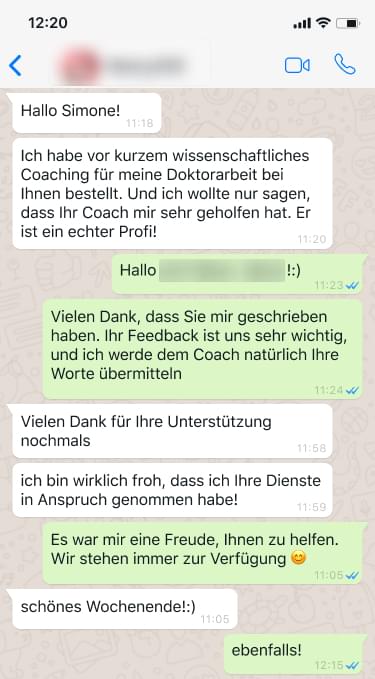 12:20
Hallo Simone!
11:18
Ich habe vor kurzem wissenschaftliches
Coaching für meine Doktorarbeit bei
Ihnen bestellt. Und ich wollte nur sagen,
dass Ihr Coach mir sehr geholfen hat. Er
ist ein echter Profi!
11:20
Hallo !:)
11:23
Vielen Dank, dass Sie mir geschrieben
haben. Ihr Feedback ist uns sehr wichtig,
und ich werde dem Coach natürlich Ihre
Worte übermitteln
11:24
Vielen Dank für Ihre Unterstützung
nochmals
11:58
ich bin wirklich froh, dass ich Ihre Dienste
in Anspruch genommen habe!
11:59
Es war mir eine Freude, Ihnen zu helfen.
Wir stehen immer zur Verfügung 😊
11:05
schönes Wochenende!:)
11:05
ebenfalls!
12:15